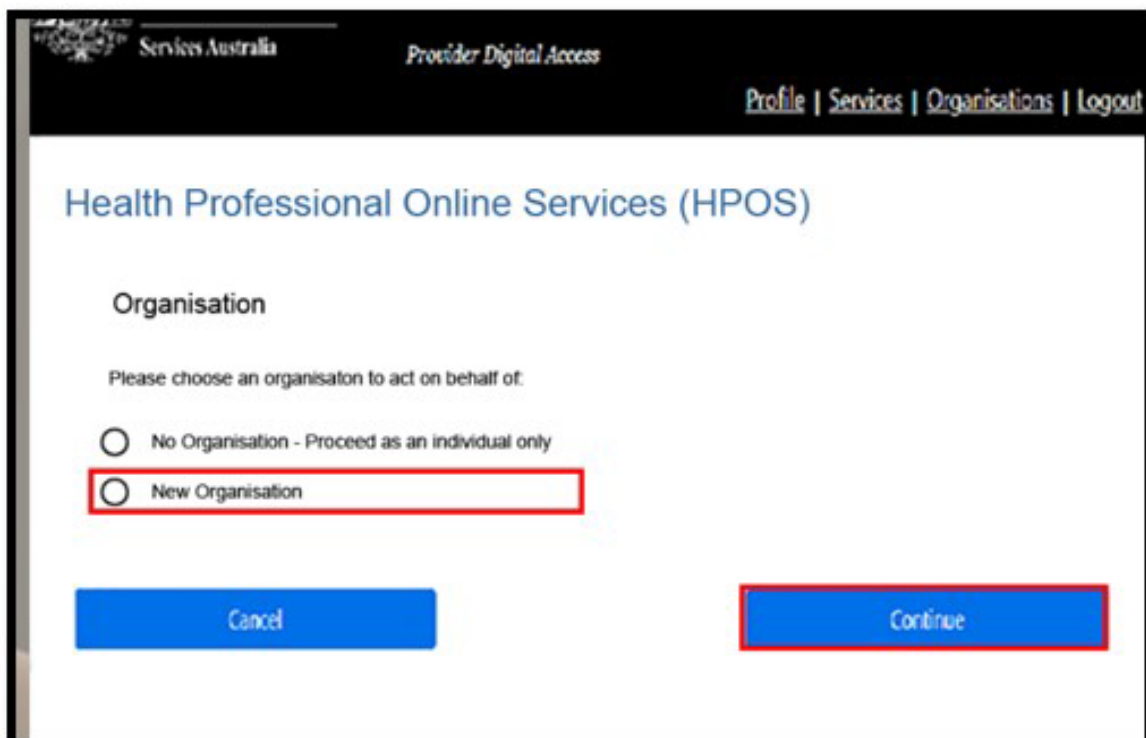 Services Australia
Provider Digital Access
Profile | Services | Organisations | Logout
Health Professional Online Services (HPOS)
Organisation
Please choose an organisaton to act on behalf of:
No Organisation - Proceed as an individual only
New Organisation
Cancel
Continue